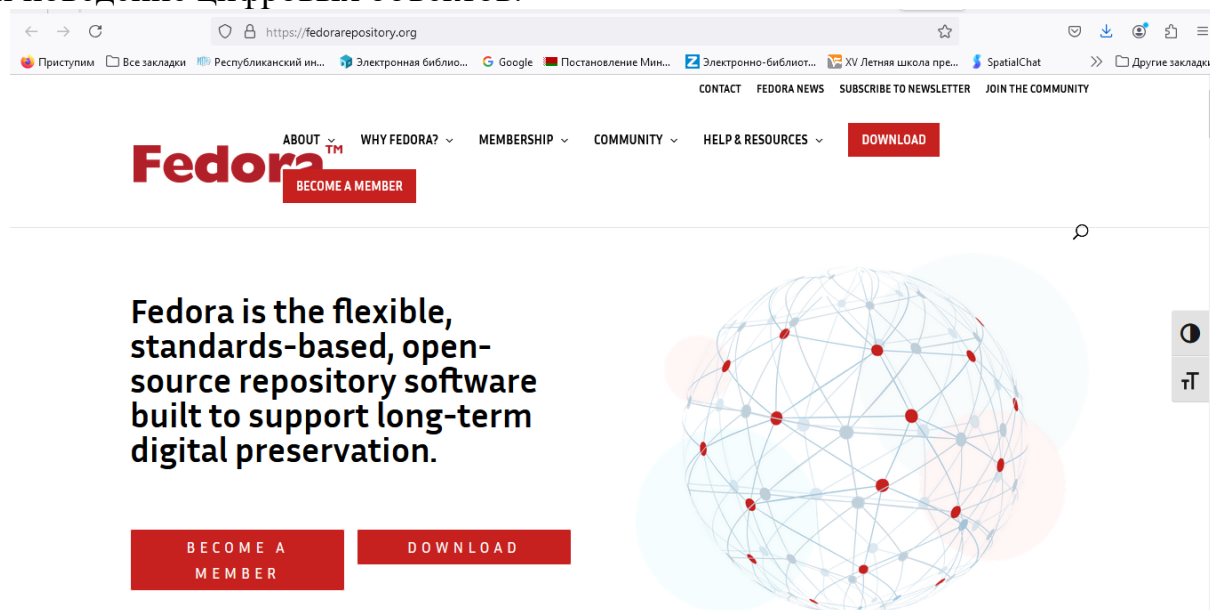 и поведение цифровых объектов.
https://fedorarepository.org
Приступим Все закладки Республиканский ин... Электронная библио... Google Постановление Мин... Электронно-библиот... XV Летняя школа пре... SpatialChat Другие закладки
CONTACT FEDORA NEWS SUBSCRIBE TO NEWSLETTER JOIN THE COMMUNITY
Fedora™
ABOUT WHY FEDORA? MEMBERSHIP COMMUNITY HELP & RESOURCES DOWNLOAD
BECOME A MEMBER
Fedora is the flexible,
standards-based, open-
source repository software
built to support long-term
digital preservation.
BECOME A
MEMBER
DOWNLOAD